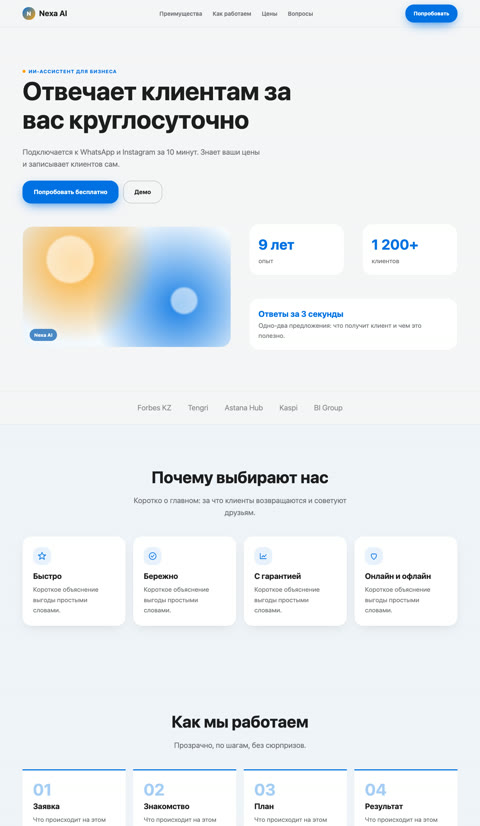 N Nexa AI
Преимущества Как работаем Цены Вопросы
Попробовать
ИИ-АССИСТЕНТ ДЛЯ БИЗНЕСА
Отвечает клиентам за
вас круглосуточно
Подключается к WhatsApp и Instagram за 10 минут. Знает ваши цены
и записывает клиентов сам.
Попробовать бесплатно
Демо
Nexa AI
9 лет
опыт
1 200+
клиентов
Ответы за 3 секунды
Одно-два предложения: что получит клиент и чем это
полезно.
Forbes KZ Tengri Astana Hub Kaspi BI Group
Почему выбирают нас
Коротко о главном: за что клиенты возвращаются и советуют
друзьям.
Быстро
Короткое объяснение
выгоды простыми
словами.
Бережно
Короткое объяснение
выгоды простыми
словами.
С гарантией
Короткое объяснение
выгоды простыми
словами.
Онлайн и офлайн
Короткое объяснение
выгоды простыми
словами.
Как мы работаем
Прозрачно, по шагам, без сюрпризов.
01
Заявка
Что происходит на этом
02
Знакомство
Что происходит на этом
03
План
Что происходит на этом
04
Результат
Что происходит на этом